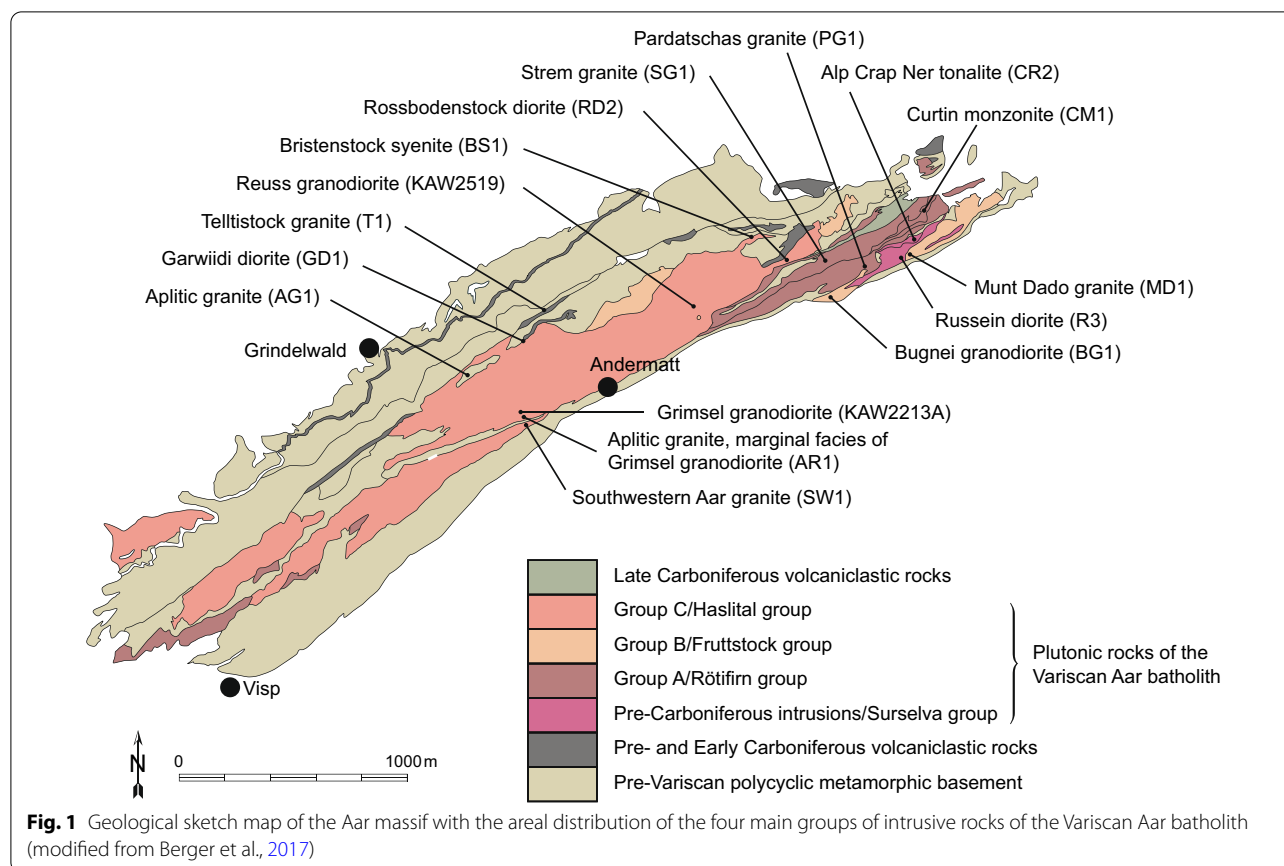 Pardatschas granite (PG1)
Strem granite (SG1)
Alp Crap Ner tonalite (CR2)
Rossbodenstock diorite (RD2)
Curtin monzonite (CM1)
Bristenstock syenite (BS1)
Reuss granodiorite (KAW2519)
Telltistock granite (T1)
Garwiidi diorite (GD1)
Aplitic granite (AG1)
Munt Dado granite (MD1)
Russein diorite (R3)
Bugnei granodiorite (BG1)
Grindelwald
Andermatt
Grimsel granodiorite (KAW2213A)
Aplitic granite, marginal facies of
Grimsel granodiorite (AR1)
Southwestern Aar granite (SW1)
Late Carboniferous volcaniclastic rocks
Group C/Haslital group
Group B/Fruttstock group
Group A/Rötifirn group
Pre-Carboniferous intrusions/Surselva group
Pre- and Early Carboniferous volcaniclastic rocks
Pre-Variscan polycyclic metamorphic basement
Plutonic rocks of the
Variscan Aar batholith
Visp
N
0 1000 m
Fig. 1 Geological sketch map of the Aar massif with the areal distribution of the four main groups of intrusive rocks of the Variscan Aar batholith
(modified from Berger et al., 2017)